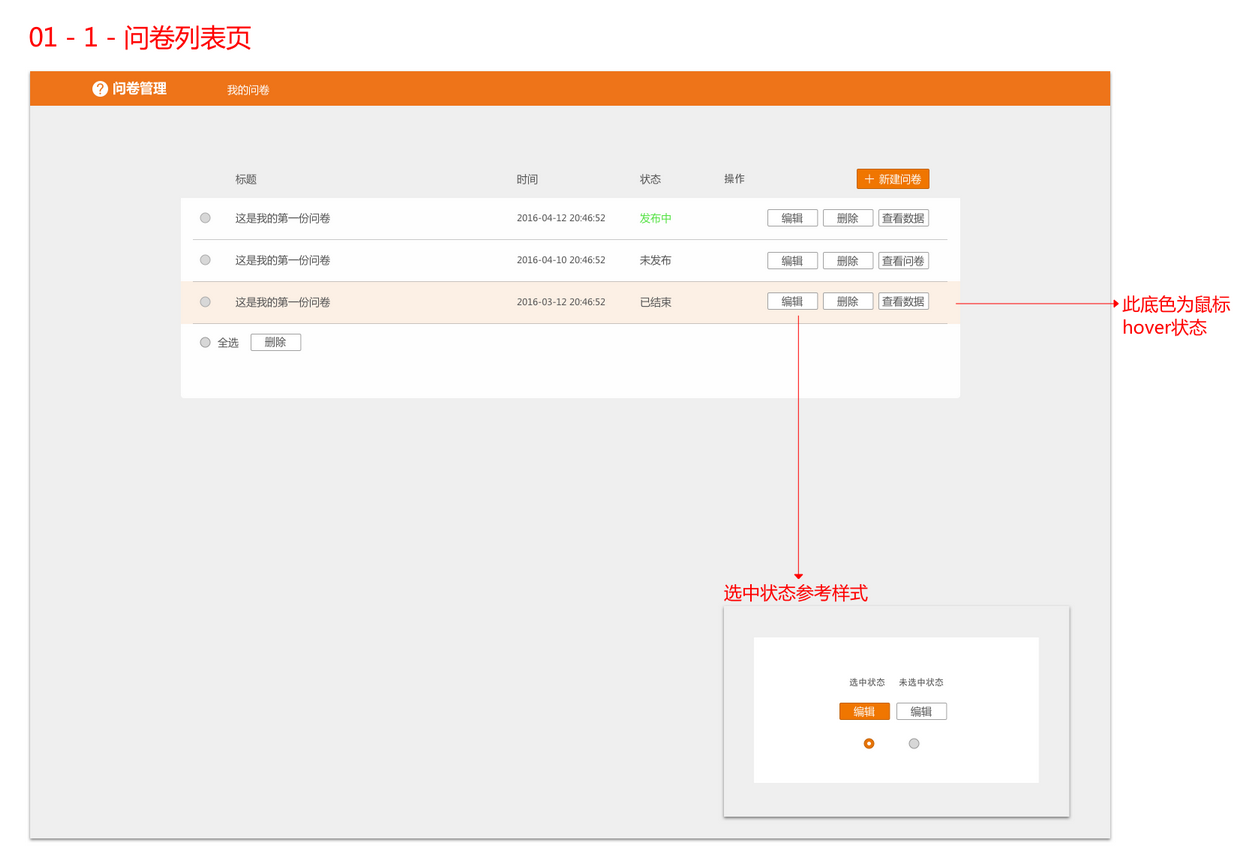 01 - 1 - 问卷列表页
? 问卷管理 我的问卷
标题 时间 状态 操作 + 新建问卷
这是我的第一份问卷 2016-04-12 20:46:52 发布中 编辑 删除 查看数据
这是我的第一份问卷 2016-04-10 20:46:52 未发布 编辑 删除 查看问卷
这是我的第一份问卷 2016-03-12 20:46:52 已结束 编辑 删除 查看数据
此底色为鼠标
hover状态
全选 删除
选中状态参考样式
选中状态 未选中状态
编辑 编辑